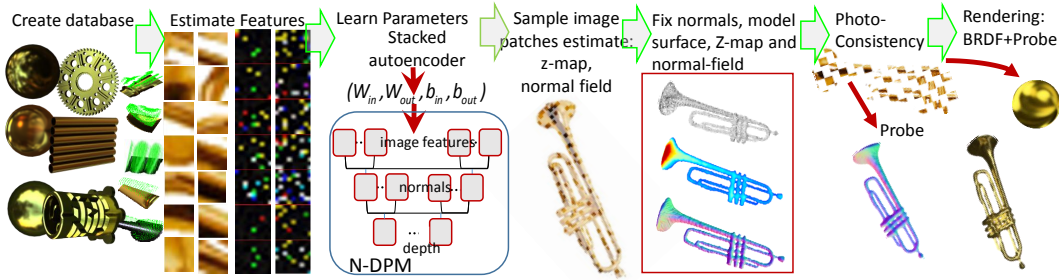 Create database
Estimate Features
Learn Parameters
Stacked
autoencoder
(W_in, W_out, b_in, b_out)
image features
normals
depth
N-DPM
Sample image
patches estimate:
z-map,
normal field
Fix normals, model
surface, Z-map and
normal-field
Photo-
Consistency
Probe
Rendering:
BRDF+Probe